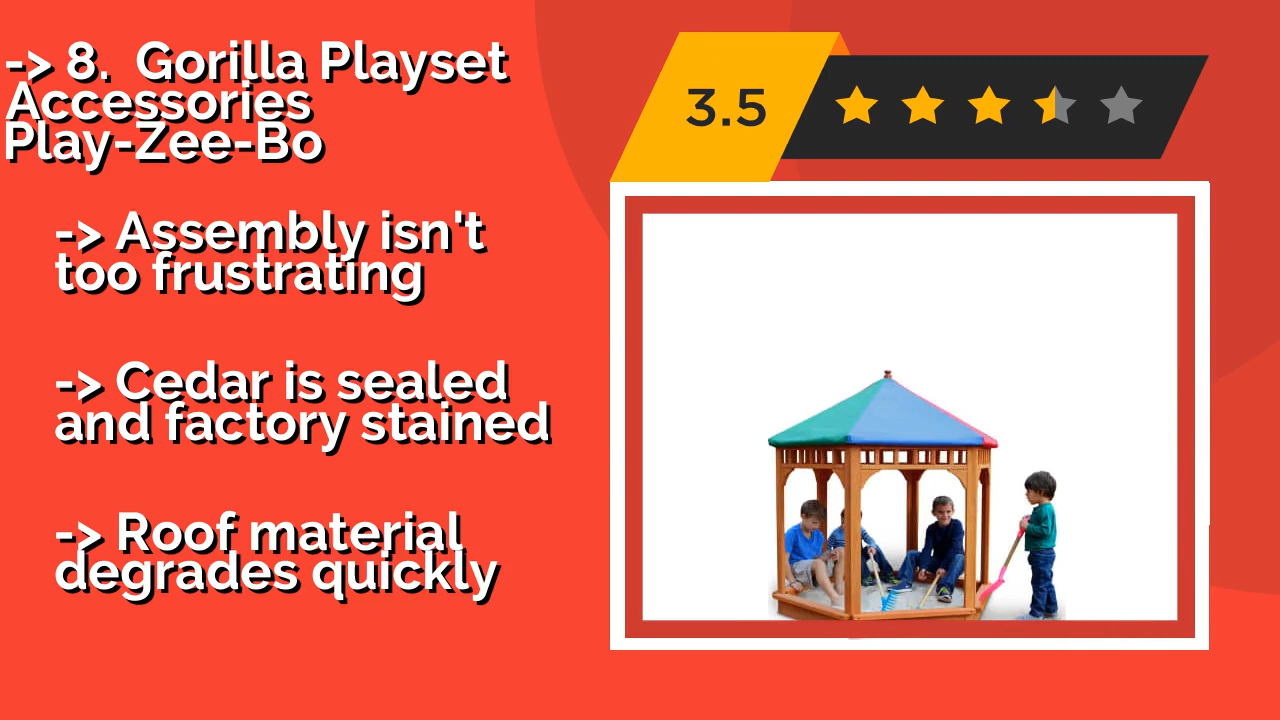 -> 8.  Gorilla Playset
Accessories
Play-Zee-Bo
3.5
-> Assembly isn't
too frustrating
-> Cedar is sealed
and factory stained
-> Roof material
degrades quickly